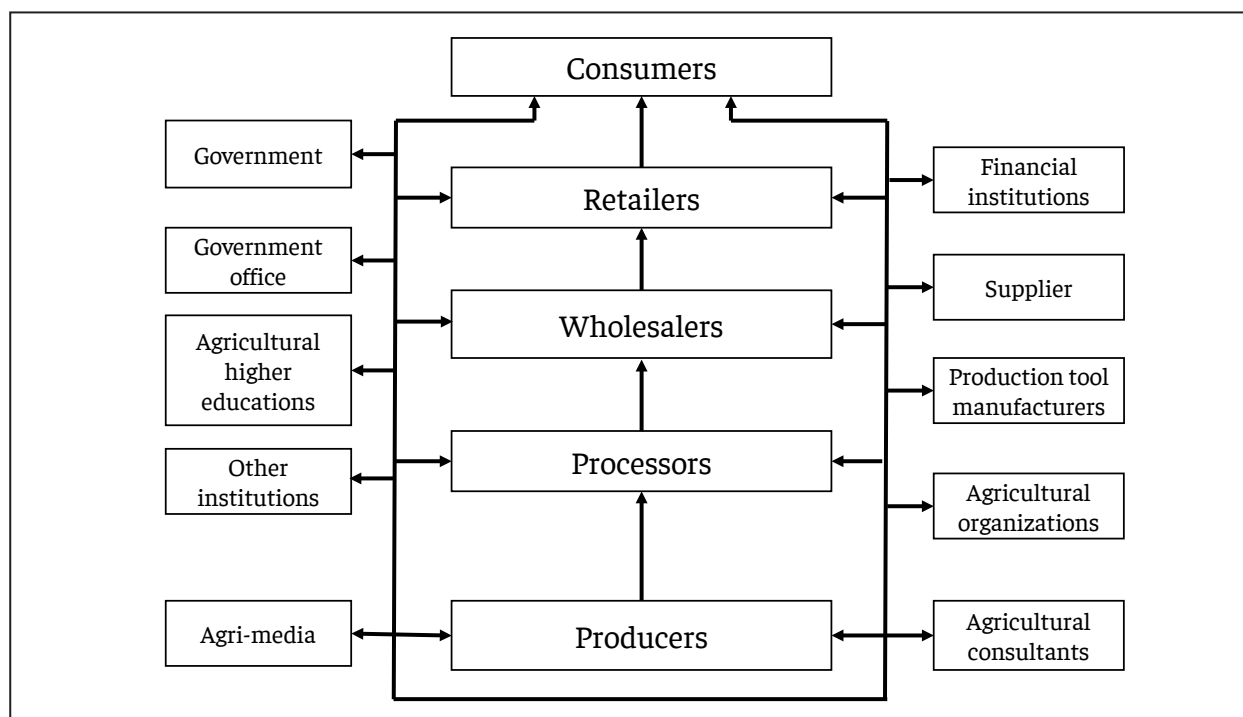 Consumers
Government
Financial
institutions
Retailers
Government
office
Supplier
Wholesalers
Agricultural
higher
educations
Production tool
manufacturers
Processors
Other
institutions
Agricultural
organizations
Agri-media
Producers
Agricultural
consultants